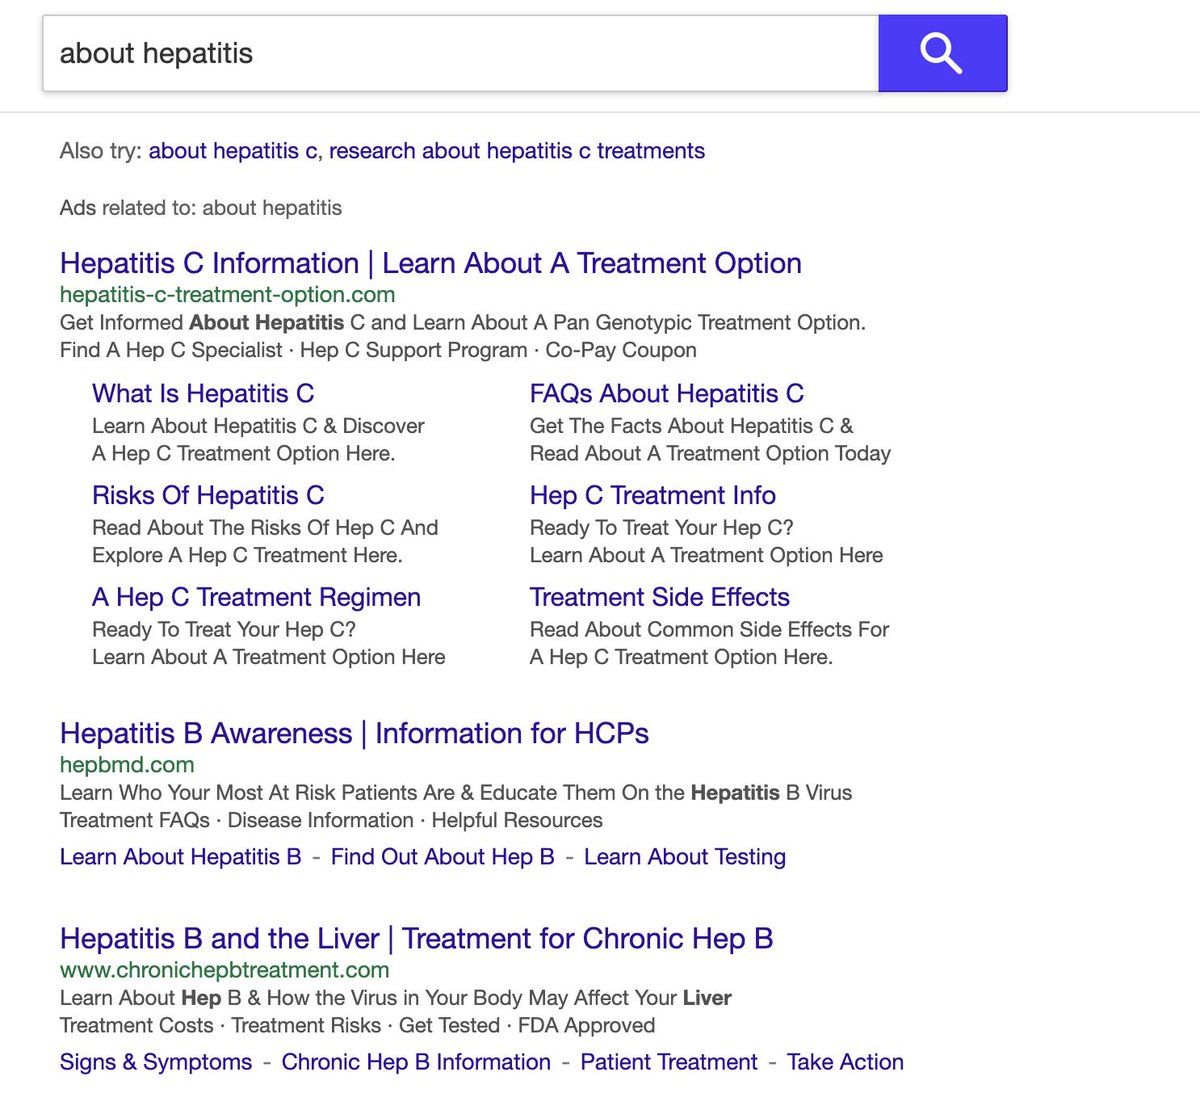 about hepatitis
Also try: about hepatitis c, research about hepatitis c treatments
Ads related to: about hepatitis
Hepatitis C Information | Learn About A Treatment Option
hepatitis-c-treatment-option.com
Get Informed About Hepatitis C and Learn About A Pan Genotypic Treatment Option.
Find A Hep C Specialist · Hep C Support Program · Co-Pay Coupon
What Is Hepatitis C
Learn About Hepatitis C & Discover
A Hep C Treatment Option Here.
FAQs About Hepatitis C
Get The Facts About Hepatitis C &
Read About A Treatment Option Today
Risks Of Hepatitis C
Read About The Risks Of Hep C And
Explore A Hep C Treatment Here.
Hep C Treatment Info
Ready To Treat Your Hep C?
Learn About A Treatment Option Here
A Hep C Treatment Regimen
Ready To Treat Your Hep C?
Learn About A Treatment Option Here
Treatment Side Effects
Read About Common Side Effects For
A Hep C Treatment Option Here.
Hepatitis B Awareness | Information for HCPs
hepbmd.com
Learn Who Your Most At Risk Patients Are & Educate Them On the Hepatitis B Virus
Treatment FAQs · Disease Information · Helpful Resources
Learn About Hepatitis B - Find Out About Hep B - Learn About Testing
Hepatitis B and the Liver | Treatment for Chronic Hep B
www.chronichepbtreatment.com
Learn About Hep B & How the Virus in Your Body May Affect Your Liver
Treatment Costs · Treatment Risks · Get Tested · FDA Approved
Signs & Symptoms - Chronic Hep B Information - Patient Treatment - Take Action